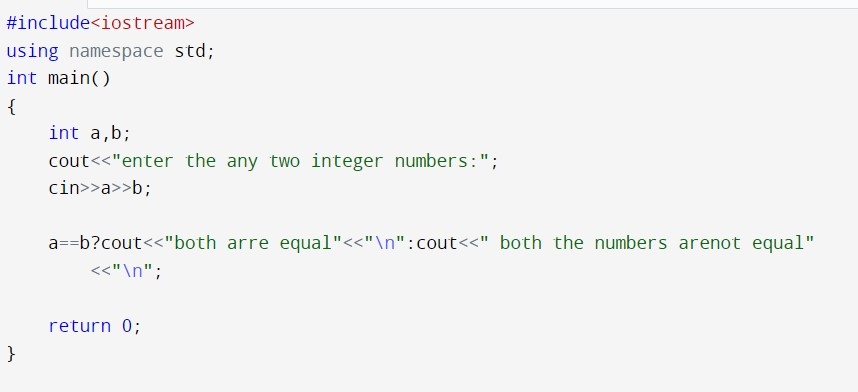 #include<iostream>
using namespace std;
int main()
{
    int a,b;
    cout<<"enter the any two integer numbers:";
    cin>>a>>b;

    a==b?cout<<"both arre equal"<<"\n":cout<<" both the numbers arenot equal"
        <<"\n";

    return 0;
}